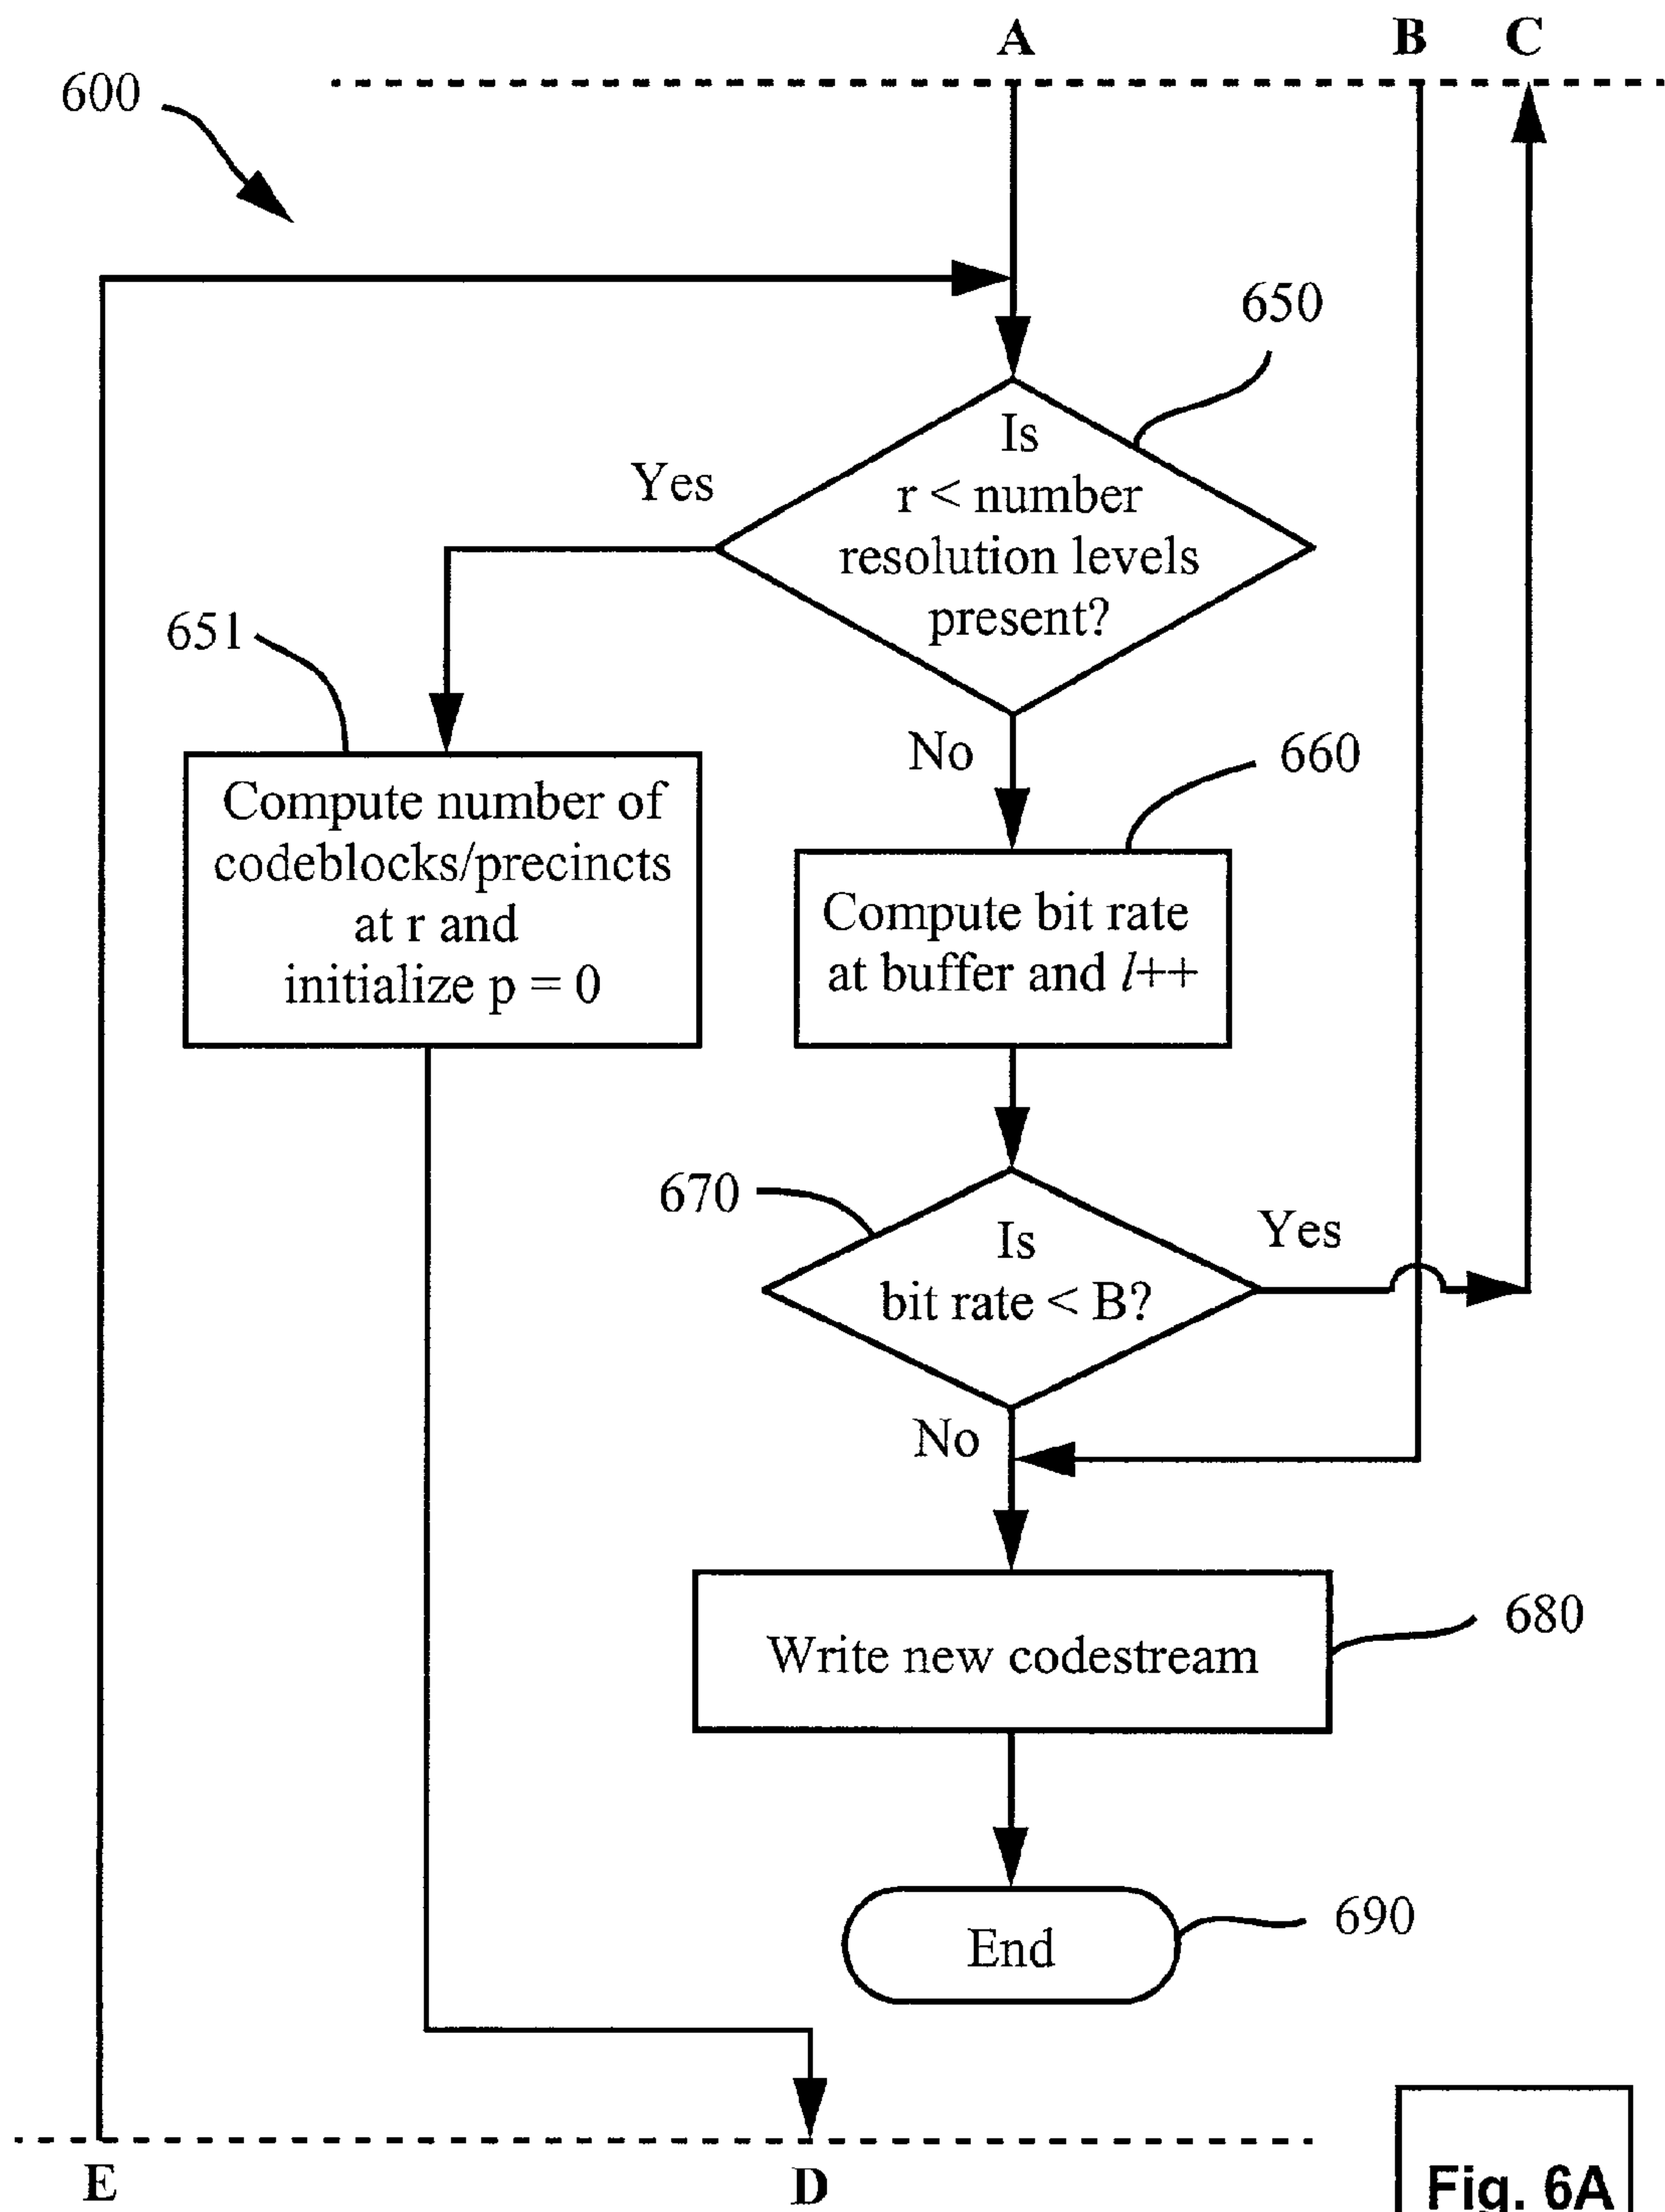 A
B
C
600
650
Is
r < number
resolution levels
present?
Yes
651
No
660
Compute number of
codeblocks/precincts
at r and
initialize p = 0
Compute bit rate
at buffer and l++
670
Is
bit rate < B?
Yes
No
Write new codestream
680
End
690
E
D
Fig. 6A